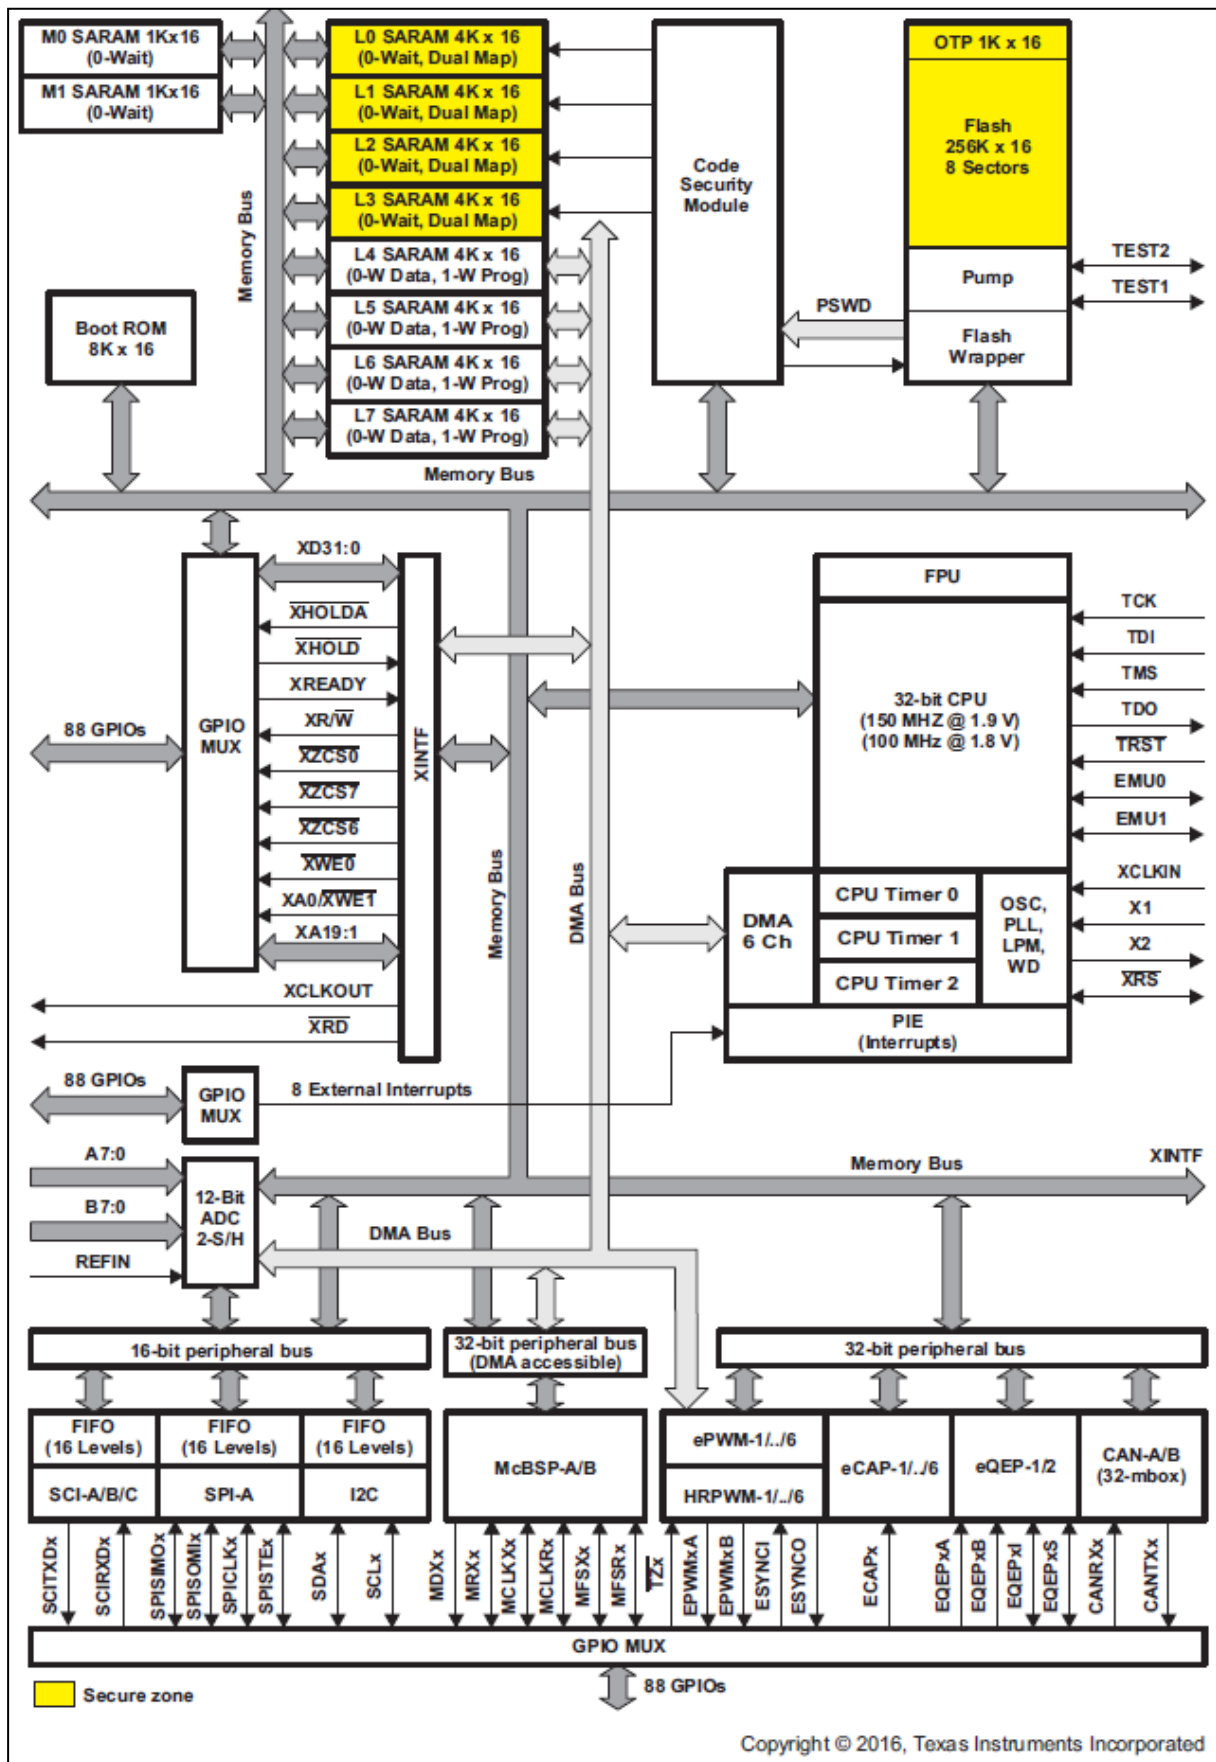 M0 SARAM 1Kx16
(0-Wait)
M1 SARAM 1Kx16
(0-Wait)
L0 SARAM 4K x 16
(0-Wait, Dual Map)
L1 SARAM 4K x 16
(0-Wait, Dual Map)
L2 SARAM 4K x 16
(0-Wait, Dual Map)
L3 SARAM 4K x 16
(0-Wait, Dual Map)
L4 SARAM 4K x 16
(0-W Data, 1-W Prog)
L5 SARAM 4K x 16
(0-W Data, 1-W Prog)
L6 SARAM 4K x 16
(0-W Data, 1-W Prog)
L7 SARAM 4K x 16
(0-W Data, 1-W Prog)
Memory Bus
Code
Security
Module
OTP 1K x 16
Flash
256K x 16
8 Sectors
Pump
Flash
Wrapper
TEST2
TEST1
PSWD
Boot ROM
8K x 16
Memory Bus
XD31:0
XHOLDA
XHOLD
XREADY
XR/W
XZCS0
XZCS7
XZCS6
XWE0
XA0/XWE1
XA19:1
XCLKOUT
XRD
GPIO
MUX
88 GPIOs
XINTF
Memory Bus
DMA Bus
FPU
32-bit CPU
(150 MHZ @ 1.9 V)
(100 MHz @ 1.8 V)
TCK
TDI
TMS
TDO
TRST
EMU0
EMU1
XCLKIN
X1
X2
XRS
DMA
6 Ch
CPU Timer 0
CPU Timer 1
CPU Timer 2
OSC,
PLL,
LPM,
WD
PIE
(Interrupts)
88 GPIOs
GPIO
MUX
8 External Interrupts
A7:0
B7:0
REFIN
12-Bit
ADC
2-S/H
Memory Bus
XINTF
DMA Bus
16-bit peripheral bus
32-bit peripheral bus
(DMA accessible)
32-bit peripheral bus
FIFO
(16 Levels)
FIFO
(16 Levels)
FIFO
(16 Levels)
SCI-A/B/C
SPI-A
I2C
McBSP-A/B
ePWM-1/../6
HRPWM-1/../6
eCAP-1/../6
eQEP-1/2
CAN-A/B
(32-mbox)
SCITXDx
SCIRXDx
SPISIMOx
SPISOMIx
SPICLKx
SPISTEx
SDAx
SCLx
MDXx
MRXx
MCLKXx
MCLKRx
MFSXx
MFSRx
TZx
EPWMxA
EPWMxB
ESYNCI
ESYNCO
ECAPx
EQEPxA
EQEPxB
EQEPxI
EQEPxS
CANRXx
CANTXx
GPIO MUX
88 GPIOs
Secure zone
Copyright © 2016, Texas Instruments Incorporated